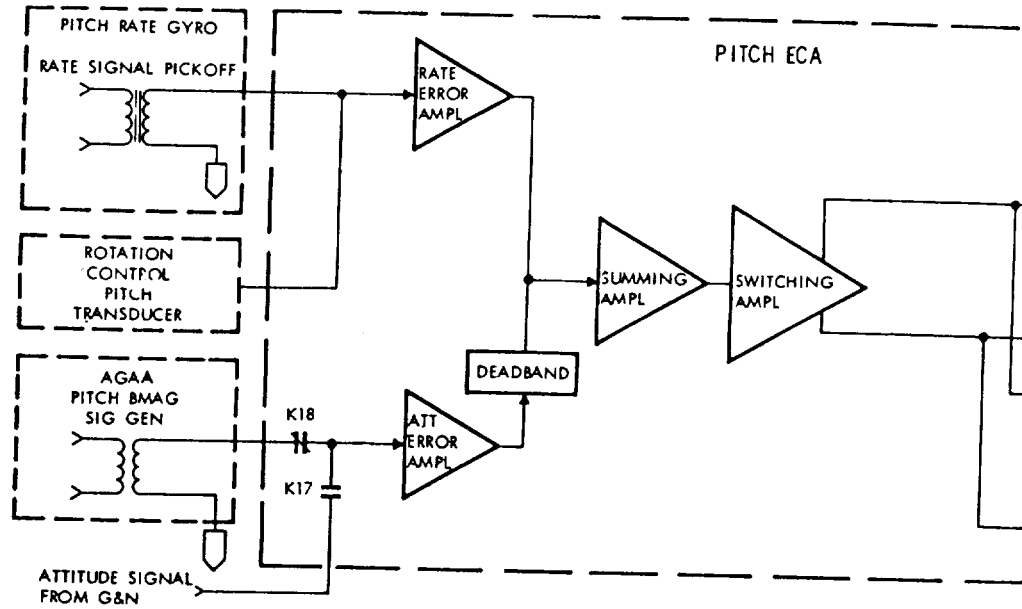 PITCH RATE GYRO
RATE SIGNAL PICKOFF
PITCH ECA
RATE
ERROR
AMPL
ROTATION
CONTROL
PITCH
TRANSDUCER
SUMMING
AMPL
SWITCHING
AMPL
DEADBAND
AGAA
PITCH BMAG
SIG GEN
K18
K17
ATT
ERROR
AMPL
ATTITUDE SIGNAL
FROM G&N